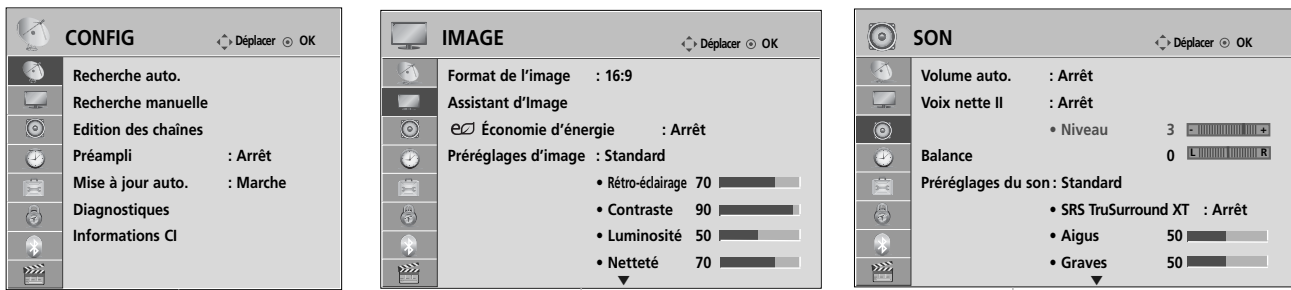 CONFIG Déplacer OK
Recherche auto.
Recherche manuelle
Edition des chaînes
Préampli : Arrêt
Mise à jour auto. : Marche
Diagnostiques
Informations CI
IMAGE Déplacer OK
Format de l'image : 16:9
Assistant d'Image
Économie d'énergie : Arrêt
Préréglages d'image : Standard
• Rétro-éclairage 70
• Contraste 90
• Luminosité 50
• Netteté 70
SON Déplacer OK
Volume auto. : Arrêt
Voix nette II : Arrêt
• Niveau 3 - +
Balance 0 L R
Préréglages du son : Standard
• SRS TruSurround XT : Arrêt
• Aigus 50
• Graves 50